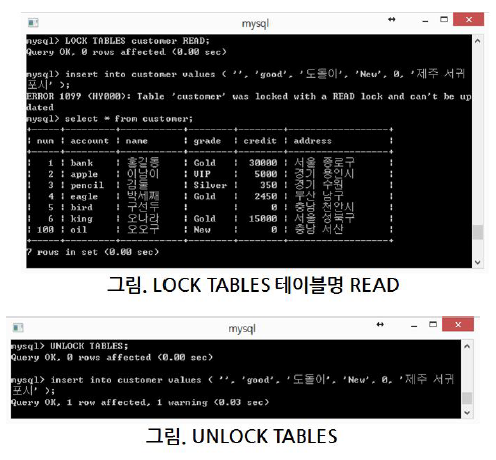 mysql
mysql> LOCK TABLES customer READ;
Query OK, 0 rows affected (0.00 sec)
mysql> insert into customer values ( '', 'good', '도돌이', 'New', 0, '제주 서귀
포시' );
ERROR 1099 (HY000): Table 'customer' was locked with a READ lock and can't be up
dated
mysql> select * from customer;
+-----+---------+--------+--------+--------+---------------+
| num | account | name | grade | credit | address |
+-----+---------+--------+--------+--------+---------------+
| 1 | bank | 홍길동 | Gold | 30000 | 서울 종로구 |
| 2 | apple | 이남이 | VIP | 5000 | 경기 용인시 |
| 3 | pencil | 김물 | Silver | 350 | 경기 수원 |
| 4 | eagle | 박세째 | Gold | 2450 | 부산 남구 |
| 5 | bird | 구선두 | | 0 | 충남 천안시 |
| 6 | king | 오나라 | Gold | 15000 | 서울 성북구 |
| 100 | oil | 오오구 | New | 0 | 충남 서산 |
+-----+---------+--------+--------+--------+---------------+
7 rows in set (0.00 sec)
그림. LOCK TABLES 테이블명 READ
mysql
mysql> UNLOCK TABLES;
Query OK, 0 rows affected (0.00 sec)
mysql> insert into customer values ( '', 'good', '도돌이', 'New', 0, '제주 서귀
포시' );
Query OK, 1 row affected, 1 warning (0.03 sec)
그림. UNLOCK TABLES